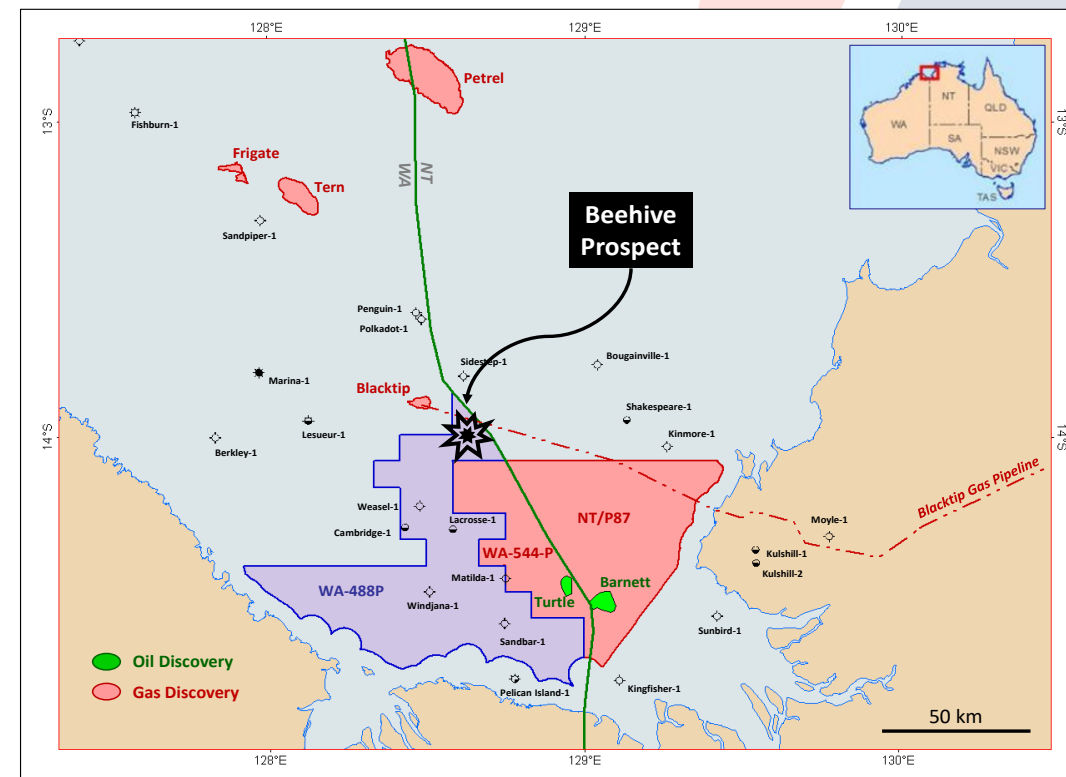 128°E
129°E
130°E
Petrel
13°S
13°S
Fishburn-1
Frigate
Tern
NT
WA
Sandpiper-1
WA
NT
QLD
SA
NSW
VIC
TAS
Beehive
Prospect
Penguin-1
Polkadot-1
Sidestep-1
Bougainville-1
Marina-1
Blacktip
Shakespeare-1
Lesueur-1
14°S
14°S
Berkley-1
Kinmore-1
Blacktip Gas Pipeline
Weasel-1
Lacrosse-1
NT/P87
Moyle-1
Cambridge-1
WA-544-P
Kulshill-1
Kulshill-2
Matilda-1
Barnett
WA-488P
Windjana-1
Turtle
Sandbar-1
Sunbird-1
Oil Discovery
Gas Discovery
Pelican Island-1
Kingfisher-1
50 km
128°E
129°E
130°E